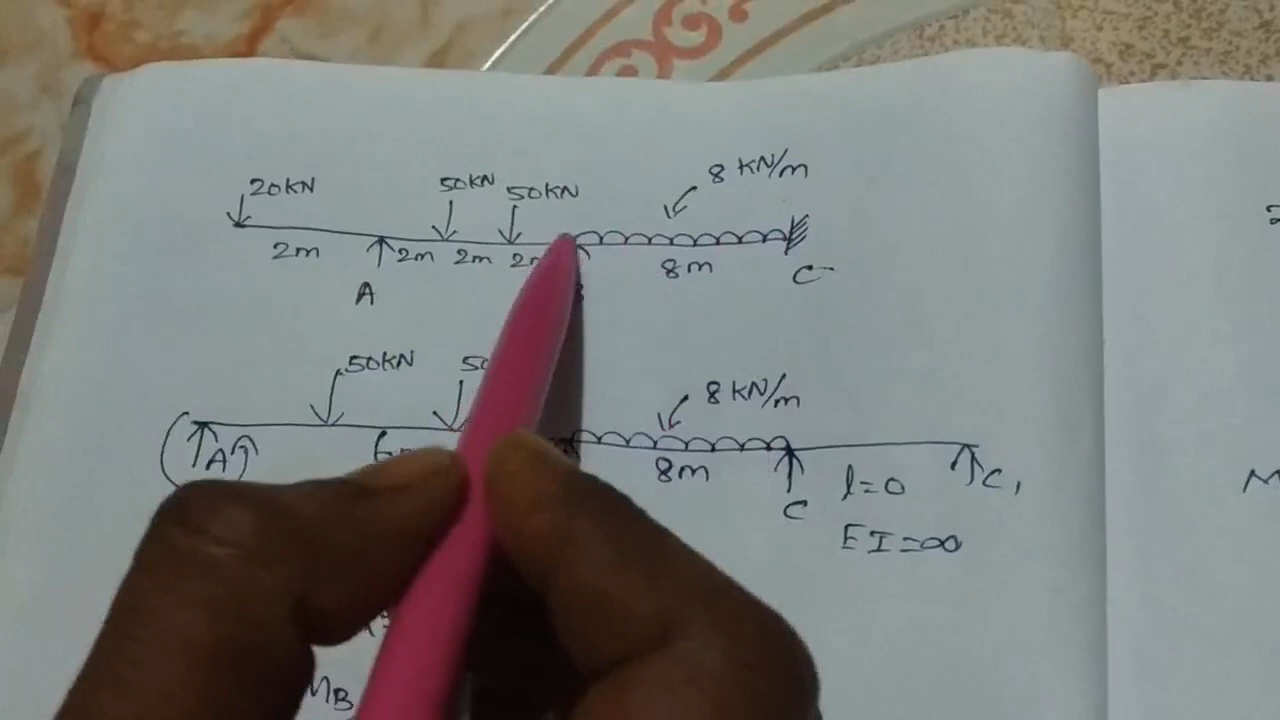 20KN 50KN 50KN 8 KN/m
2m 2m 2m 8m
A C
50KN 8 KN/m
A 8m l=0 C1
C
EI=∞
MB